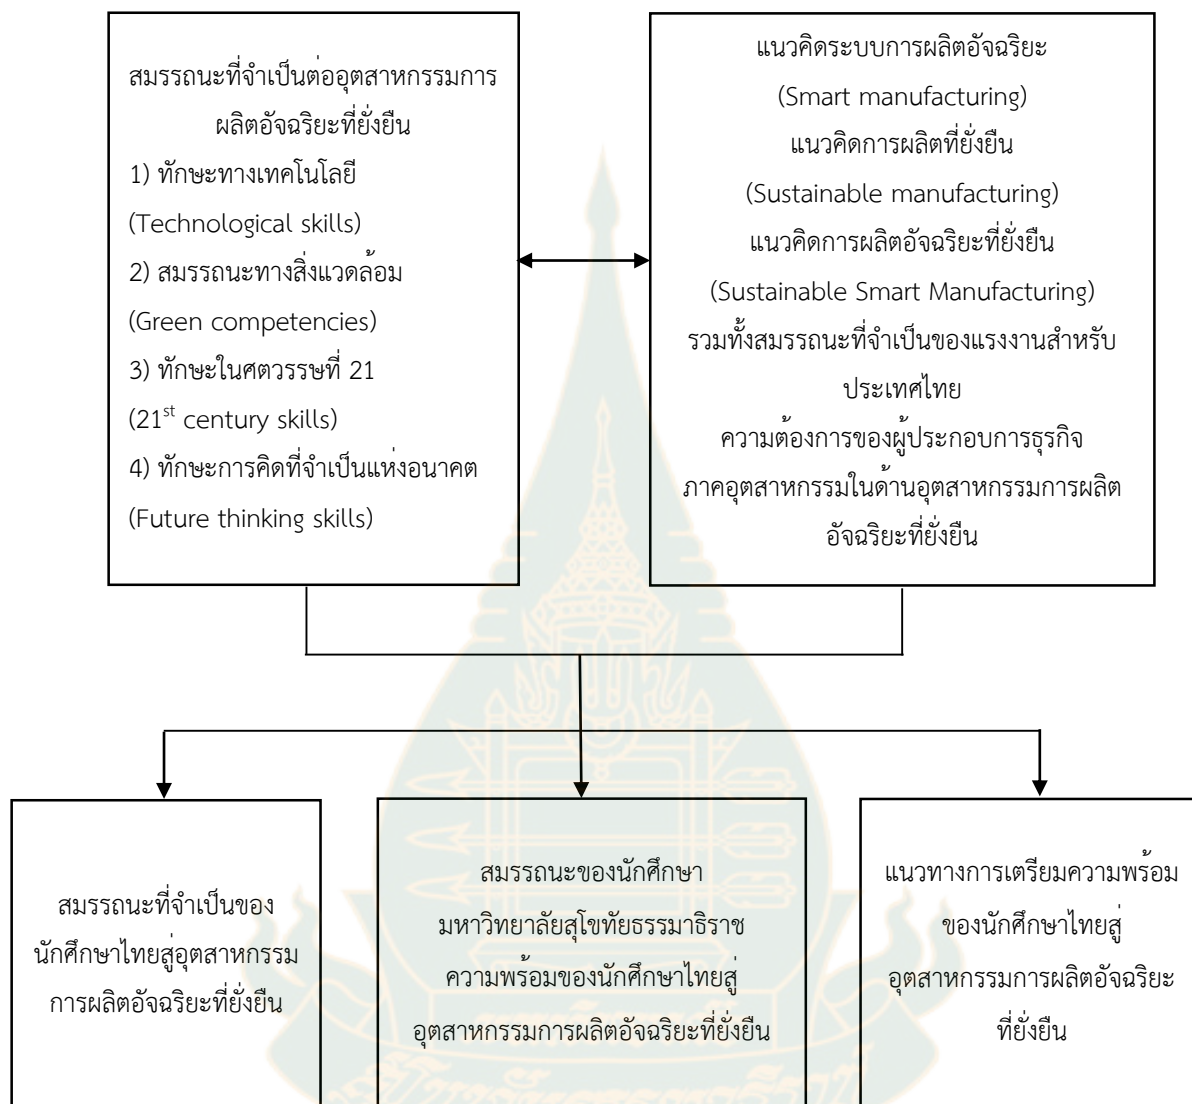 สมรรถนะที่จำเป็นต่ออุตสาหกรรมการ
ผลิตอัจฉริยะที่ยั่งยืน
1) ทักษะทางเทคโนโลยี
(Technological skills)
2) สมรรถนะทางสิ่งแวดล้อม
(Green competencies)
3) ทักษะในศตวรรษที่ 21
(21st century skills)
4) ทักษะการคิดที่จำเป็นแห่งอนาคต
(Future thinking skills)
แนวคิดระบบการผลิตอัจฉริยะ
(Smart manufacturing)
แนวคิดการผลิตที่ยั่งยืน
(Sustainable manufacturing)
แนวคิดการผลิตอัจฉริยะที่ยั่งยืน
(Sustainable Smart Manufacturing)
รวมทั้งสมรรถนะที่จำเป็นของแรงงานสำหรับ
ประเทศไทย
ความต้องการของผู้ประกอบการธุรกิจ
ภาคอุตสาหกรรมในด้านอุตสาหกรรมการผลิต
อัจฉริยะที่ยั่งยืน
สมรรถนะที่จำเป็นของ
นักศึกษาไทยสู่อุตสาหกรรม
การผลิตอัจฉริยะที่ยั่งยืน
สมรรถนะของนักศึกษา
มหาวิทยาลัยสุโขทัยธรรมาธิราช
ความพร้อมของนักศึกษาไทยสู่
อุตสาหกรรมการผลิตอัจฉริยะที่ยั่งยืน
แนวทางการเตรียมความพร้อม
ของนักศึกษาไทยสู่
อุตสาหกรรมการผลิตอัจฉริยะ
ที่ยั่งยืน